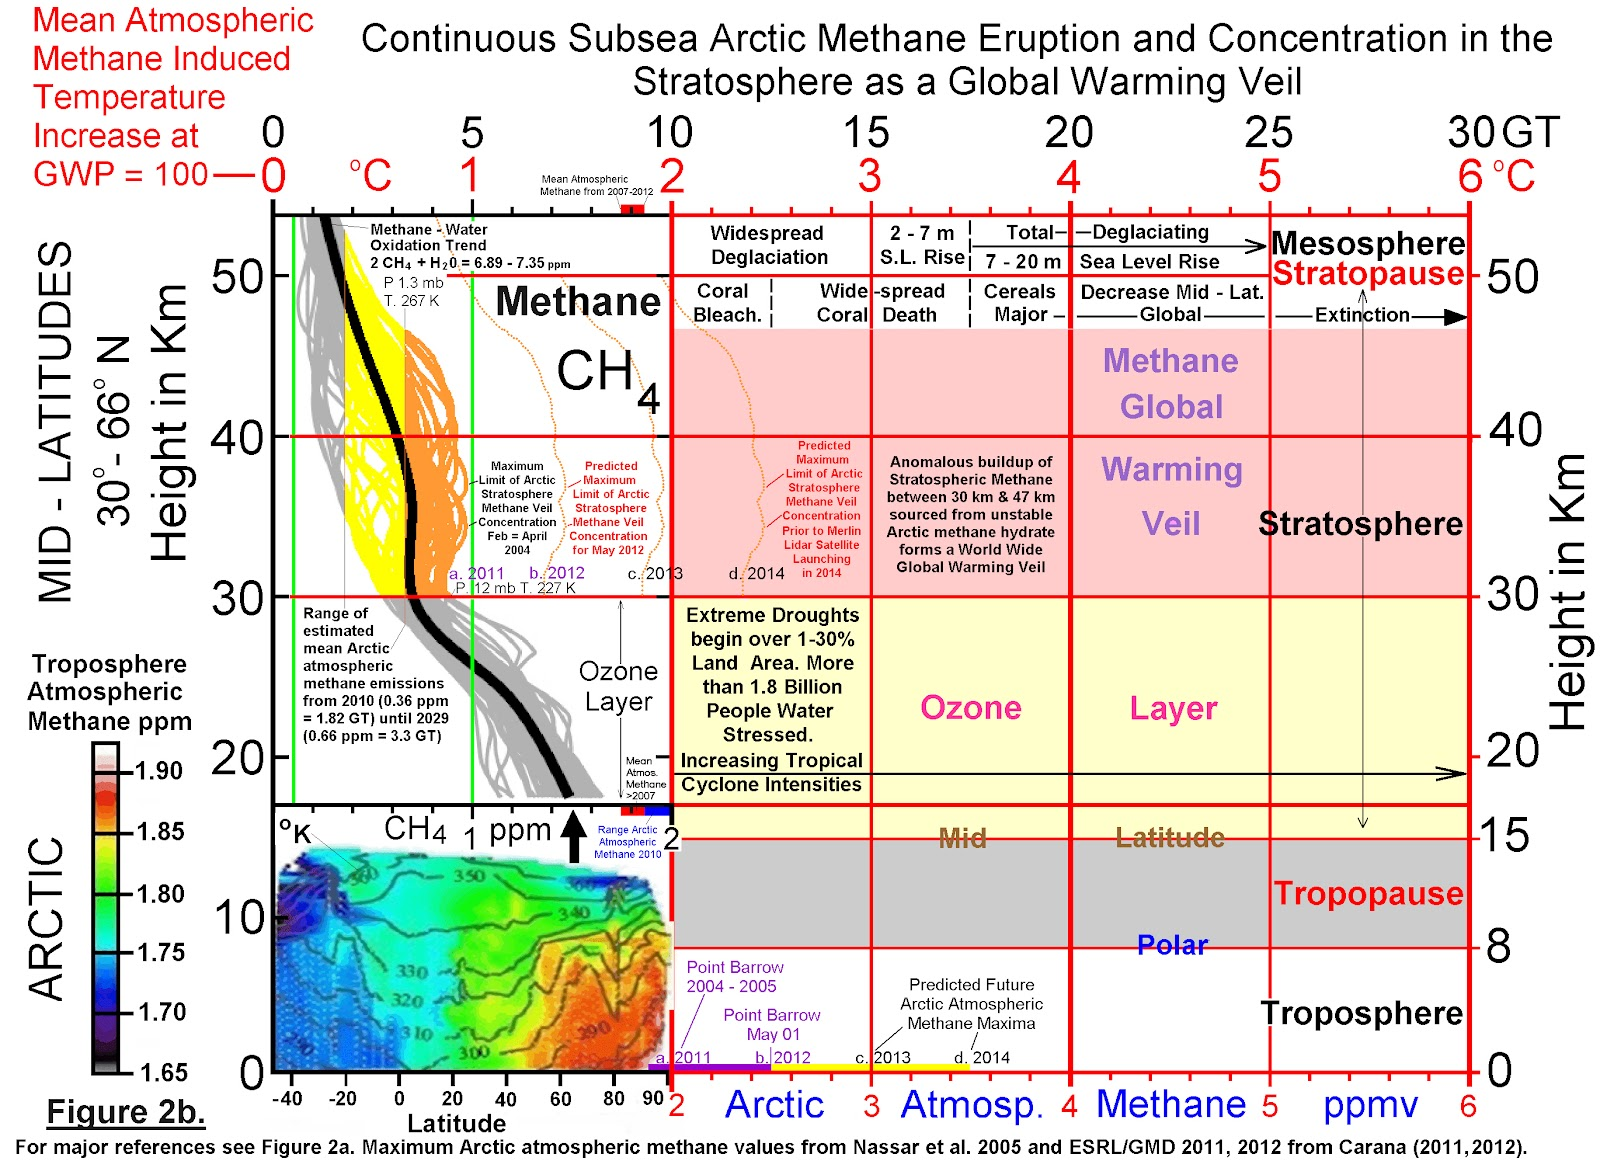 Mean Atmospheric
Methane Induced
Temperature
Increase at
GWP = 100
Continuous Subsea Arctic Methane Eruption and Concentration in the
Stratosphere as a Global Warming Veil
0 5 10 15 20 25 30 GT
0 °C 1 2 3 4 5 6 °C
Mean Atmospheric
Methane from 2007-2012
MID - LATITUDES
30° - 66° N
Height in Km
50
40
30
20
10
0
Methane - Water
Oxidation Trend
2 CH4 + H20 = 6.89 - 7.35 ppm
P 1.3 mb
T. 267 K
Methane
CH4
Widespread
Deglaciation
2 - 7 m
S.L. Rise
Total- -Deglaciating
7 - 20 m Sea Level Rise
Mesosphere
Stratopause
Coral
Bleach.
Wide-spread
Coral Death
Cereals
Major -
Decrease Mid - Lat.
Global
Extinction
Methane
Global
Warming
Veil
Maximum
Limit of Arctic
Stratosphere
Methane Veil
Concentration
Feb = April
2004
Predicted
Maximum
Limit of Arctic
Stratosphere
Methane Veil
Concentration
for May 2012
Predicted
Maximum
Limit of Arctic
Stratosphere
Methane Veil
Concentration
Prior to Merlin
Lidar Satellite
Launching
in 2014
Anomalous buildup of
Stratospheric Methane
between 30 km & 47 km
sourced from unstable
Arctic methane hydrate
forms a World Wide
Global Warming Veil
Stratosphere
a. 2011 b. 2012 c. 2013 d. 2014
P. 12 mb T. 227 K
Range of
estimated
mean Arctic
atmospheric
methane emissions
from 2010 (0.36 ppm
= 1.82 GT) until 2029
(0.66 ppm = 3.3 GT)
Ozone
Layer
Mean
Atmos.
Methane
>2007
Extreme Droughts
begin over 1-30%
Land Area. More
than 1.8 Billion
People Water
Stressed.
Increasing Tropical
Cyclone Intensities
Ozone Layer
50
40
30
20
15
8
0
Height in Km
Troposphere
Atmospheric
Methane ppm
1.90
1.85
1.80
1.75
1.70
1.65
ARCTIC
°K CH4 1 ppm 2
Range Arctic
Atmospheric
Methane 2010
360 350 360
340
330
320
310 300 290
290
Mid Latitude
Tropopause
Polar
Troposphere
Point Barrow
2004 - 2005
Point Barrow
May 01
Predicted Future
Arctic Atmospheric
Methane Maxima
a. 2011 b. 2012 c. 2013 d. 2014
-40 -20 0 20 40 60 80 90
Latitude
2 Arctic 3 Atmosp. 4 Methane 5 ppmv 6
Figure 2b.
For major references see Figure 2a. Maximum Arctic atmospheric methane values from Nassar et al. 2005 and ESRL/GMD 2011, 2012 from Carana (2011,2012).